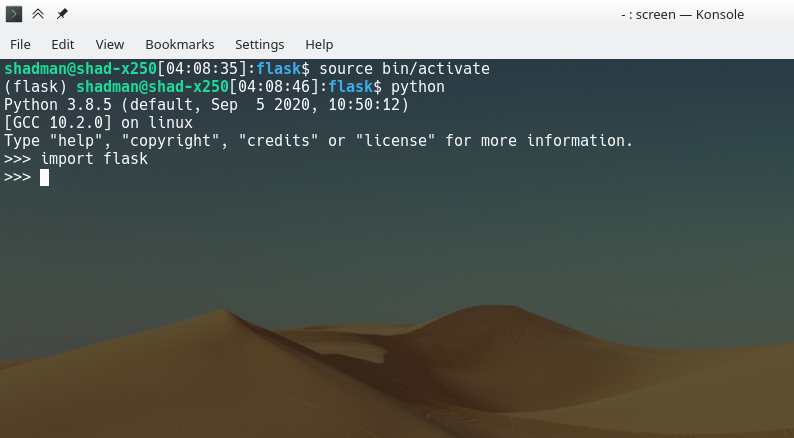 - : screen — Konsole
File Edit View Bookmarks Settings Help
shadman@shad-x250[04:08:35]:flask$ source bin/activate
(flask) shadman@shad-x250[04:08:46]:flask$ python
Python 3.8.5 (default, Sep  5 2020, 10:50:12)
[GCC 10.2.0] on linux
Type "help", "copyright", "credits" or "license" for more information.
>>> import flask
>>>